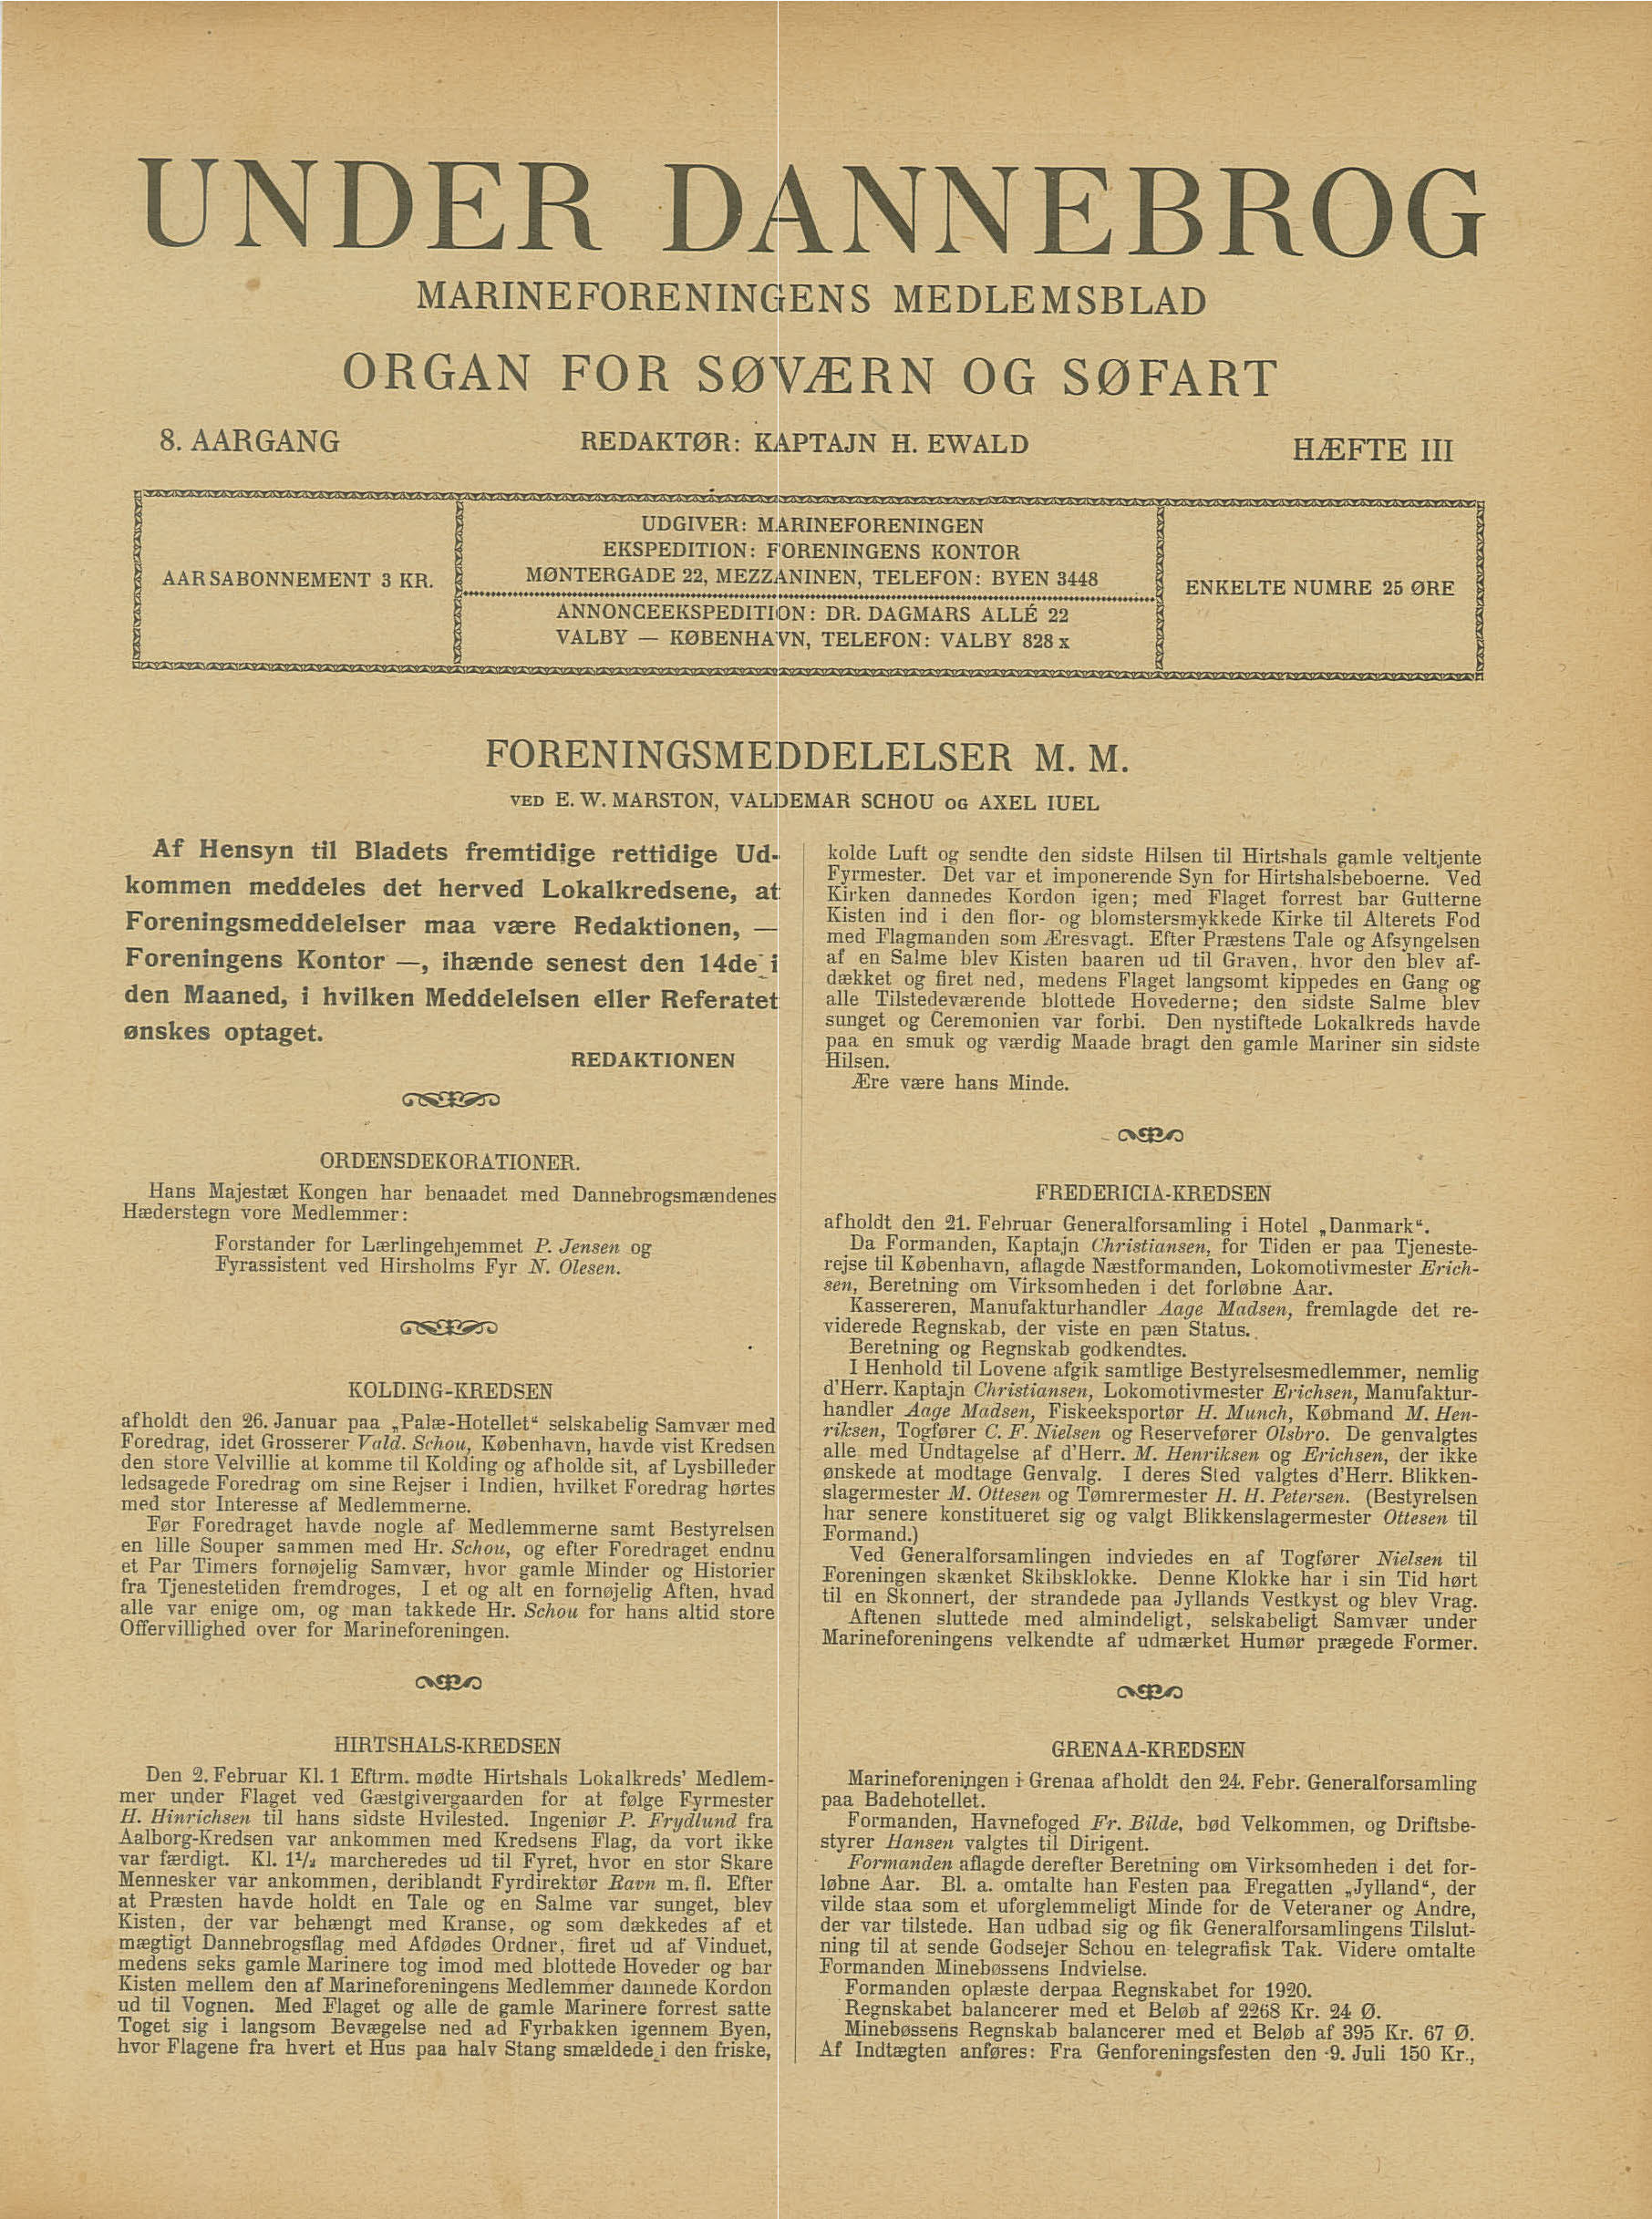 UNDER DANNEBROG
MARINEFORENINGENS MEDLEMSBLAD
ORGAN FOR SØVÆRN OG SØFART
8. AARGANG
REDAKTØR: KAPTAJN H. EWALD
HÆFTE III
AARSABONNEMENT 3 KR.
UDGIVER: MARINEFORENINGEN
EKSPEDITION: FORENINGENS KONTOR
MØNTERGADE 22, MEZZANINEN, TELEFON: BYEN 3448
ANNONCEEKSPEDITION: DR. DAGMARS ALLÉ 22
VALBY — KØBENHAVN, TELEFON: VALBY 828 x
ENKELTE NUMRE 25 ØRE
FORENINGSMEDDELELSER M. M.
VED E. W. MARSTON, VALDEMAR SCHOU OG AXEL IUEL
Af Hensyn til Bladets fremtidige rettidige Ud-
kommen meddeles det herved Lokalkredsene, at
Foreningsmeddelelser maa være Redaktionen, —
Foreningens Kontor —, ihænde senest den 14de i
den Maaned, i hvilken Meddelelsen eller Referatet
ønskes optaget.
REDAKTIONEN
ORDENSDEKORATIONER.
Hans Majestæt Kongen har benaadet med Dannebrogsmændenes
Hæderstegn vore Medlemmer:
Forstander for Lærlingehjemmet P. Jensen og
Fyrassistent ved Hirsholms Fyr N. Olesen.
KOLDING-KREDSEN
afholdt den 26. Januar paa „Palæ-Hotellet“ selskabelig Samvær med
Foredrag, idet Grosserer Vald. Schou, København, havde vist Kredsen
den store Velvillie at komme til Kolding og afholde sit, af Lysbilleder
ledsagede Foredrag om sine Rejser i Indien, hvilket Foredrag hørtes
med stor Interesse af Medlemmerne.
Før Foredraget havde nogle af Medlemmerne samt Bestyrelsen
en lille Souper sammen med Hr. Schou, og efter Foredraget endnu
et Par Timers fornøjelig Samvær, hvor gamle Minder og Historier
fra Tjenestetiden fremdroges, I et og alt en fornøjelig Aften, hvad
alle var enige om, og man takkede Hr. Schou for hans altid store
Offervillighed over for Marineforeningen.
HIRTSHALS-KREDSEN
Den 2. Februar Kl. 1 Eftrm. mødte Hirtshals Lokalkreds' Medlem-
mer under Flaget ved Gæstgivergaarden for at følge Fyrmester
H. Hinrichsen til hans sidste Hvilested. Ingeniør P. Frydlund fra
Aalborg-Kredsen var ankommen med Kredsens Flag, da vort ikke
var færdigt. Kl. 1½ marcheredes ud til Fyret, hvor en stor Skare
Mennesker var ankommen, deriblandt Fyrdirektør Ravn m. fl. Efter
at Præsten havde holdt en Tale og en Salme var sunget, blev
Kisten, der var behængt med Kranse, og som dækkedes af et
mægtigt Dannebrogsflag med Afdødes Ordner, firet ud af Vinduet,
medens seks gamle Marinere tog imod med blottede Hoveder og bar
Kisten mellem den af Marineforeningens Medlemmer dannede Kordon
ud til Vognen. Med Flaget og alle de gamle Marinere forrest satte
Toget sig i langsom Bevægelse ned ad Fyrbakken igennem Byen,
hvor Flagene fra hvert et Hus paa halv Stang smældede i den friske,
kolde Luft og sendte den sidste Hilsen til Hirtshals gamle veltjente
Fyrmester. Det var et imponerende Syn for Hirtshalsbeboerne. Ved
Kirken dannedes Kordon igen; med Flaget forrest bar Gutterne
Kisten ind i den flor- og blomstersmykkede Kirke til Alterets Fod
med Flagmanden som Æresvagt. Efter Præstens Tale og Afsyngelsen
af en Salme blev Kisten baaren ud til Graven, hvor den blev af-
dækket og firet ned, medens Flaget langsomt kippedes en Gang og
alle Tilstedeværende blottede Hovederne; den sidste Salme blev
sunget og Ceremonien var forbi. Den nystiftede Lokalkreds havde
paa en smuk og værdig Maade bragt den gamle Mariner sin sidste
Hilsen.
Ære være hans Minde.
FREDERICIA-KREDSEN
afholdt den 21. Februar Generalforsamling i Hotel „Danmark“.
Da Formanden, Kaptajn Christiansen, for Tiden er paa Tjeneste-
rejse til København, aflagde Næstformanden, Lokomotivmester Erich-
sen, Beretning om Virksomheden i det forløbne Aar.
Kassereren, Manufakturhandler Aage Madsen, fremlagde det re-
viderede Regnskab, der viste en pæn Status.
Beretning og Regnskab godkendtes.
I Henhold til Lovene afgik samtlige Bestyrelsesmedlemmer, nemlig
d'Herr. Kaptajn Christiansen, Lokomotivmester Erichsen, Manufaktur-
handler Aage Madsen, Fiskeeksportør H. Munch, Købmand M. Hen-
riksen, Togfører C. F. Nielsen og Reservefører Olsbro. De genvalgtes
alle med Undtagelse af d'Herr. M. Henriksen og Erichsen, der ikke
ønskede at modtage Genvalg. I deres Sted valgtes d'Herr. Blikken-
slagermester M. Ottesen og Tømrermester H. H. Petersen. (Bestyrelsen
har senere konstitueret sig og valgt Blikkenslagermester Ottesen til
Formand.)
Ved Generalforsamlingen indviedes en af Togfører Nielsen til
Foreningen skænket Skibsklokke. Denne Klokke har i sin Tid hørt
til en Skonnert, der strandede paa Jyllands Vestkyst og blev Vrag.
Aftenen sluttede med almindeligt, selskabeligt Samvær under
Marineforeningens velkendte af udmærket Humør prægede Former.
GRENAA-KREDSEN
Marineforeningen i Grenaa afholdt den 24. Febr. Generalforsamling
paa Badehotellet.
Formanden, Havnefoged Fr. Bilde, bød Velkommen, og Driftsbe-
styrer Hansen valgtes til Dirigent.
Formanden aflagde derefter Beretning om Virksomheden i det for-
løbne Aar. Bl. a. omtalte han Festen paa Fregatten „Jylland“, der
vilde staa som et uforglemmeligt Minde for de Veteraner og Andre,
der var tilstede. Han udbad sig og fik Generalforsamlingens Tilslut-
ning til at sende Godsejer Schou en telegrafisk Tak. Videre omtalte
Formanden Minebøssens Indvielse.
Formanden oplæste derpaa Regnskabet for 1920.
Regnskabet balancerer med et Beløb af 2268 Kr. 24 Ø.
Minebøssens Regnskab balancerer med et Beløb af 395 Kr. 67 Ø.
Af Indtægten anføres: Fra Genforeningsfesten den 9. Juli 150 Kr.,